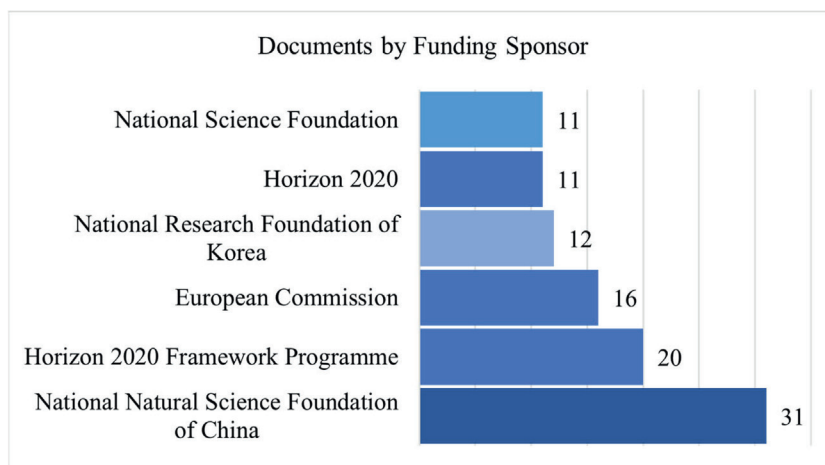 Documents by Funding Sponsor
National Science Foundation
11
Horizon 2020
11
National Research Foundation of
Korea
12
European Commission
16
Horizon 2020 Framework Programme
20
National Natural Science Foundation
of China
31